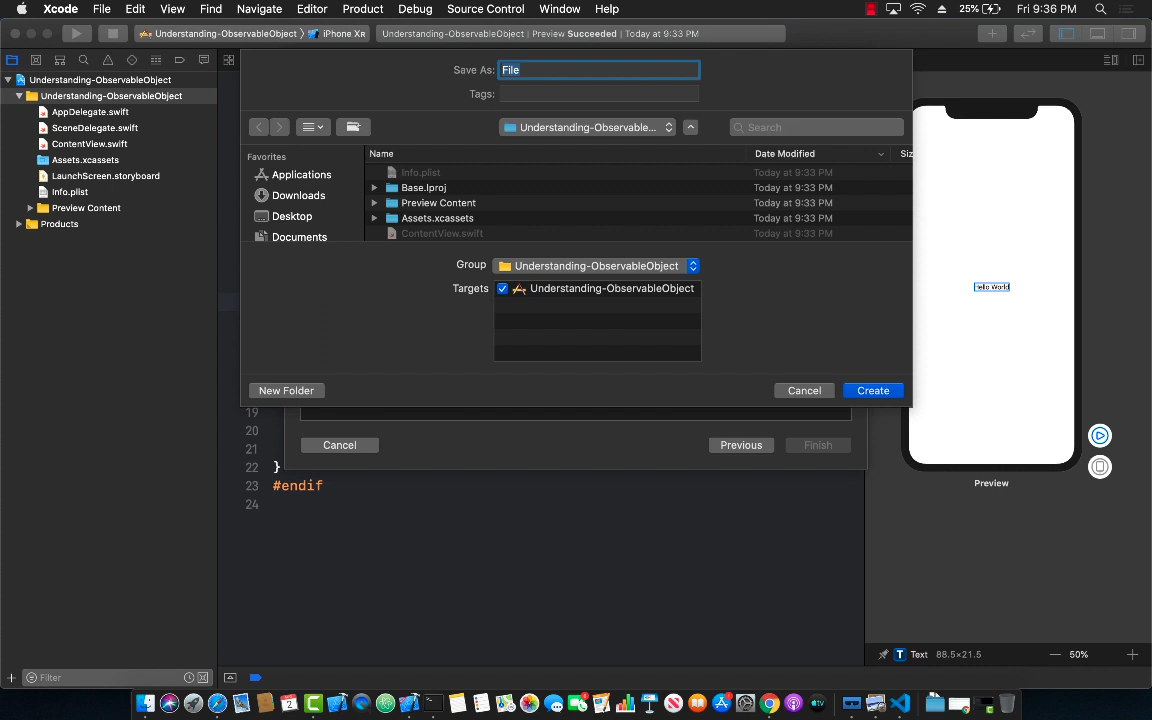 Xcode File Edit View Find Navigate Editor Product Debug Source Control Window Help 25% Fri 9:36 PM
Understanding-ObservableObject iPhone XR Understanding-ObservableObject | Preview Succeeded | Today at 9:33 PM
Understanding-ObservableObject
Understanding-ObservableObject
AppDelegate.swift
SceneDelegate.swift
ContentView.swift
Assets.xcassets
LaunchScreen.storyboard
Info.plist
Preview Content
Products
Save As: File
Tags:
Understanding-Observable... Search
Favorites
Applications
Downloads
Desktop
Documents
Name Date Modified Siz
Info.plist Today at 9:33 PM
Base.lproj Today at 9:33 PM
Preview Content Today at 9:33 PM
Assets.xcassets Today at 9:33 PM
ContentView.swift Today at 9:33 PM
Group Understanding-ObservableObject
Targets Understanding-ObservableObject
New Folder Cancel Create
Cancel Previous Finish
19
20
21
22 }
23 #endif
24
Hello World
Preview
Text 88.5×21.5 50%
Filter